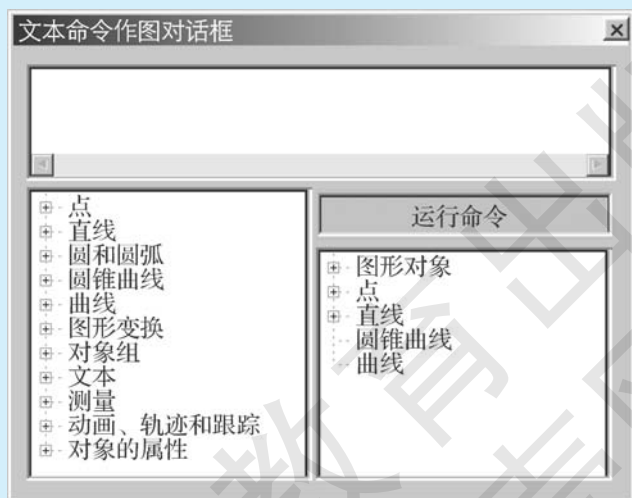 文本命令作图对话框
点
直线
圆和圆弧
圆锥曲线
曲线
图形变换
对象组
文本
测量
动画、轨迹和跟踪
对象的属性
运行命令
图形对象
点
直线
圆锥曲线
曲线